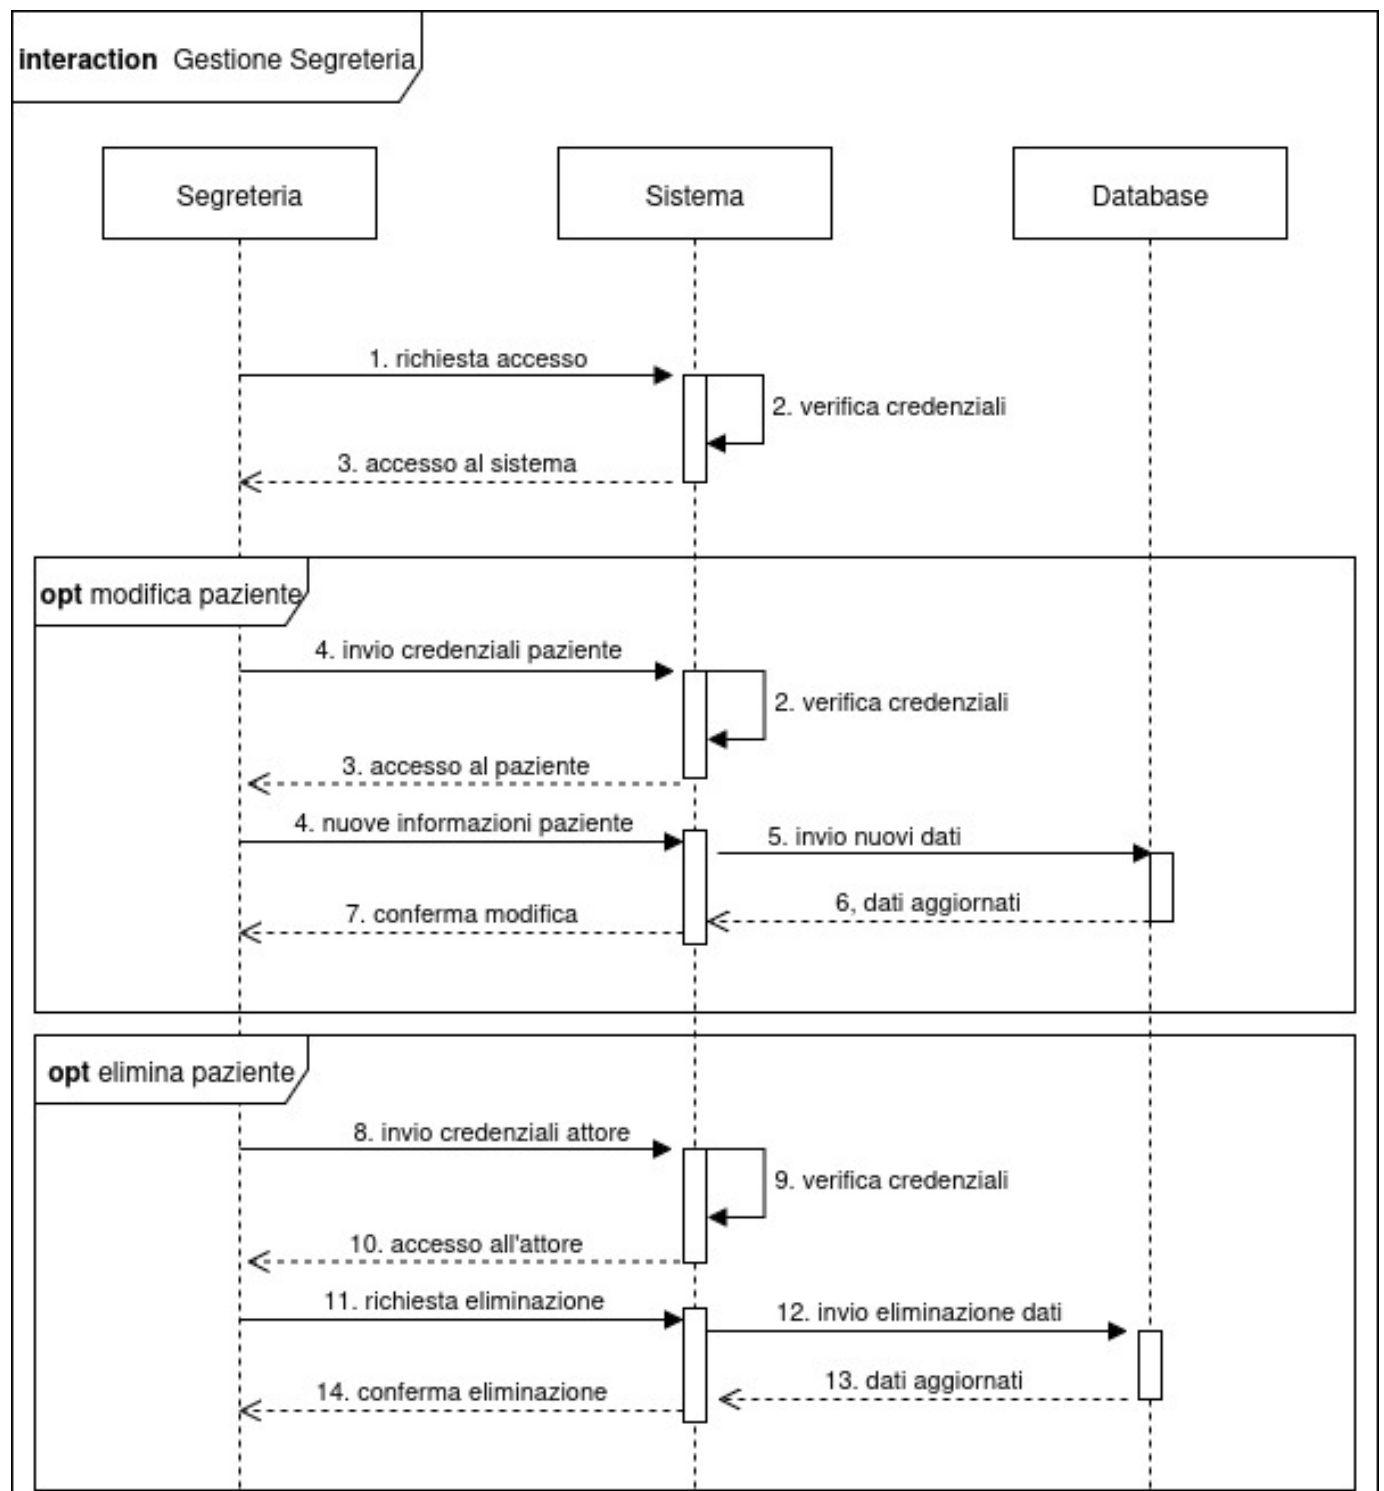 interaction Gestione Segreteria
Segreteria
Sistema
Database
1. richiesta accesso
2. verifica credenziali
3. accesso al sistema
opt modifica paziente
4. invio credenziali paziente
2. verifica credenziali
3. accesso al paziente
4. nuove informazioni paziente
5. invio nuovi dati
6, dati aggiornati
7. conferma modifica
opt elimina paziente
8. invio credenziali attore
9. verifica credenziali
10. accesso all'attore
11. richiesta eliminazione
12. invio eliminazione dati
13. dati aggiornati
14. conferma eliminazione